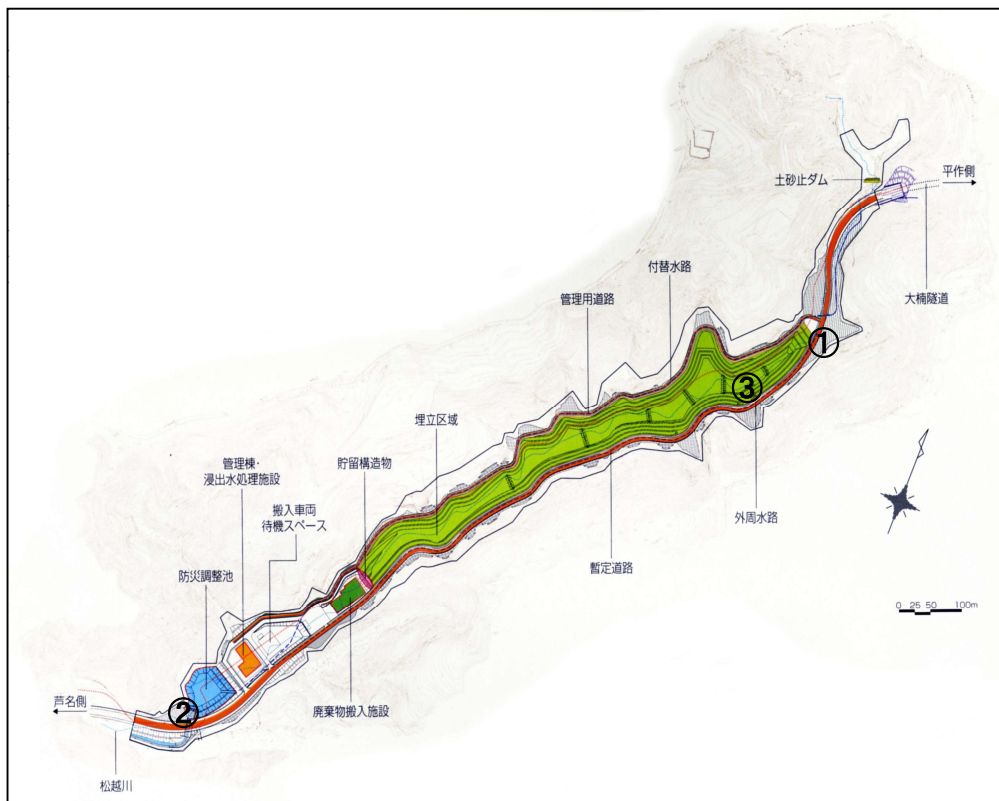 土砂止ダム
平作側
大楠隧道
付替水路
管理用道路
①
③
埋立区域
貯留構造物
管理棟・
浸出水処理施設
搬入車両
待機スペース
防災調整池
外周水路
暫定道路
0 25 50 100m
芦名側
②
廃棄物搬入施設
松越川